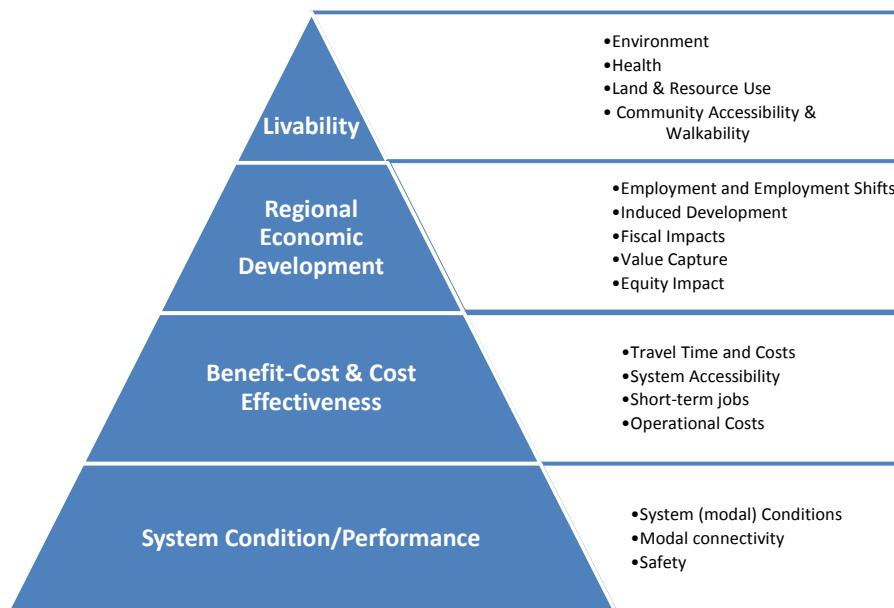 Livability
•Environment
•Health
•Land & Resource Use
• Community Accessibility &
Walkability
Regional
Economic
Development
•Employment and Employment Shifts
•Induced Development
•Fiscal Impacts
•Value Capture
•Equity Impact
Benefit-Cost & Cost
Effectiveness
•Travel Time and Costs
•System Accessibility
•Short-term jobs
•Operational Costs
System Condition/Performance
•System (modal) Conditions
•Modal connectivity
•Safety